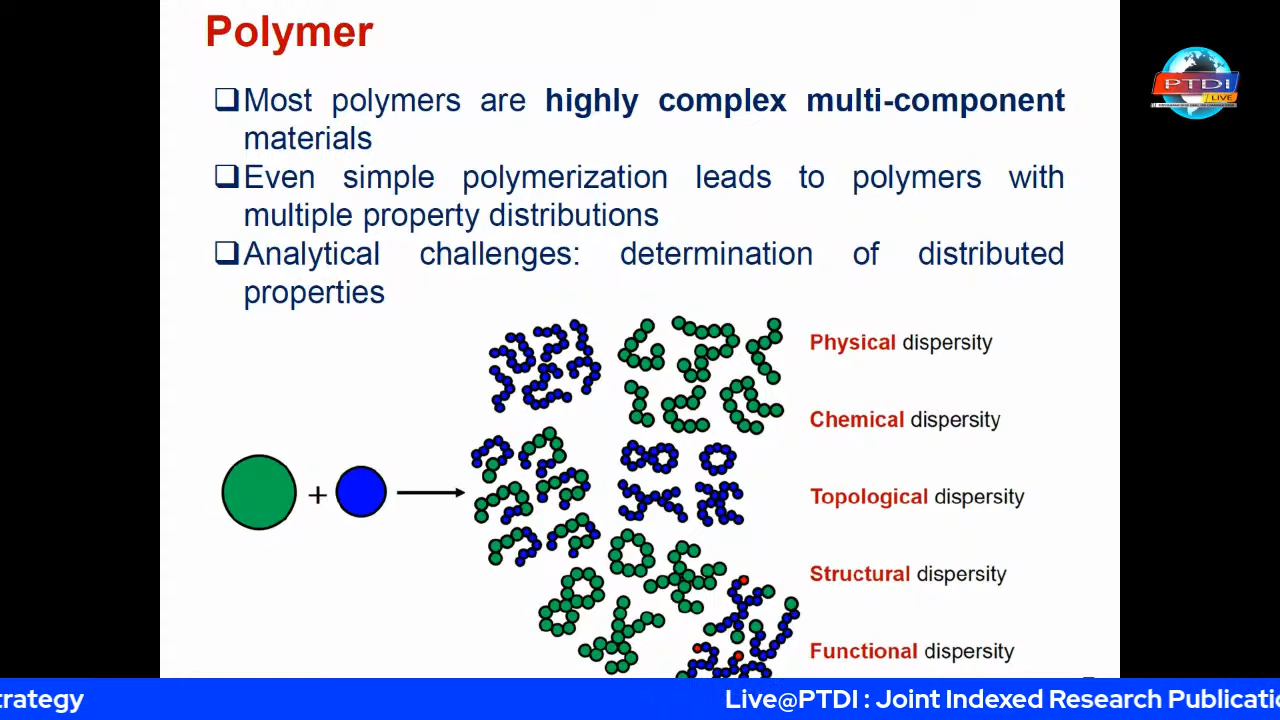 Polymer
❑Most polymers are highly complex multi-component
materials
❑Even simple polymerization leads to polymers with
multiple property distributions
❑Analytical challenges: determination of distributed
properties
Physical dispersity
Chemical dispersity
+
Topological dispersity
Structural dispersity
Functional dispersity
PTDI
LIVE
trategy
Live@PTDI : Joint Indexed Research Publicatio